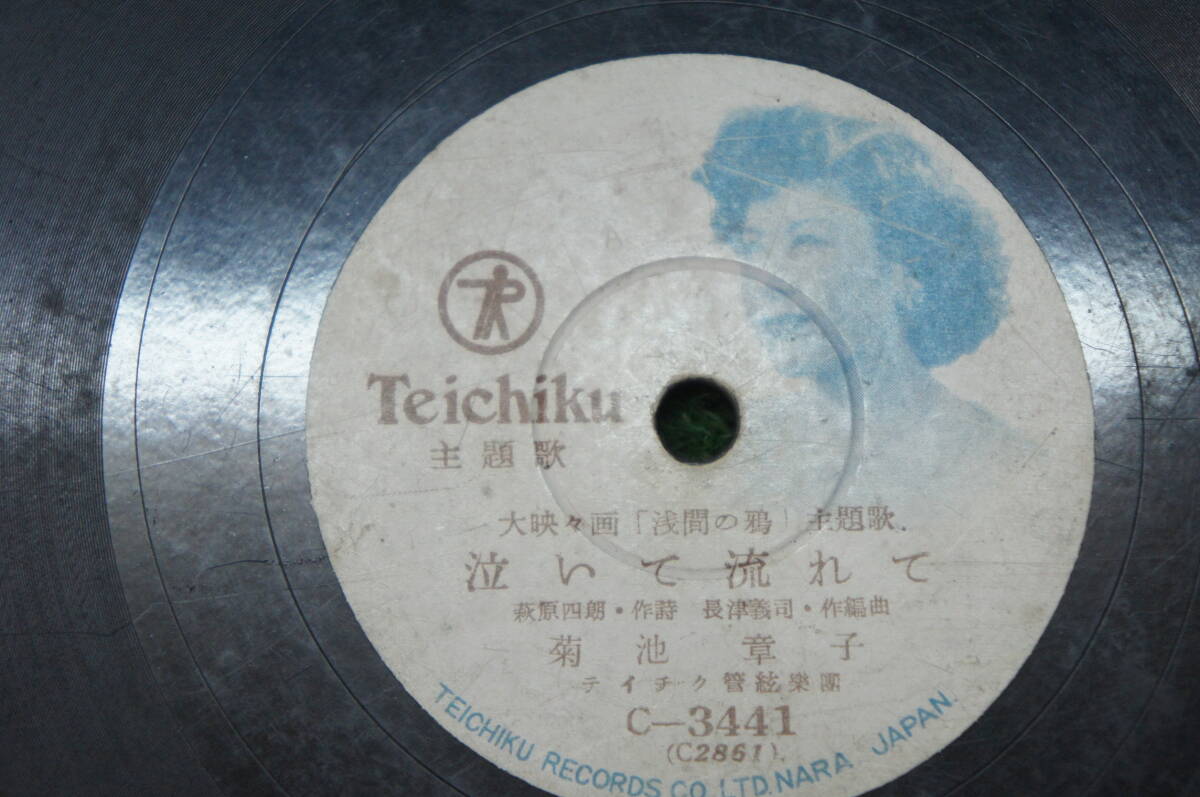 Teichiku
主題歌
大映々画「浅間の鴉」主題歌
泣いて流れて
萩原四朗・作詩 長津義司・作編曲
菊池章子
テイチク管絃樂團
C-3441
(C2861)
TEICHIKU RECORDS CO., LTD. NARA JAPAN.